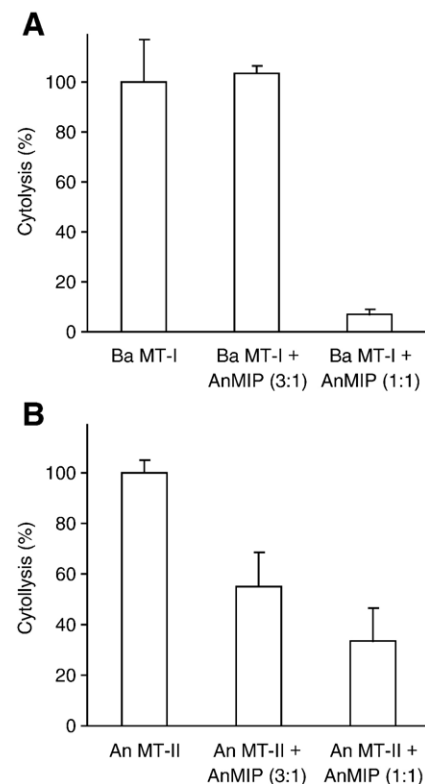 A
Cytolysis (%)
100
80
60
40
20
0
Ba MT-I
Ba MT-I +
AnMIP (3:1)
Ba MT-I +
AnMIP (1:1)
B
Cytollysis (%)
100
80
60
40
20
0
An MT-II
An MT-II +
AnMIP (3:1)
An MT-II +
AnMIP (1:1)